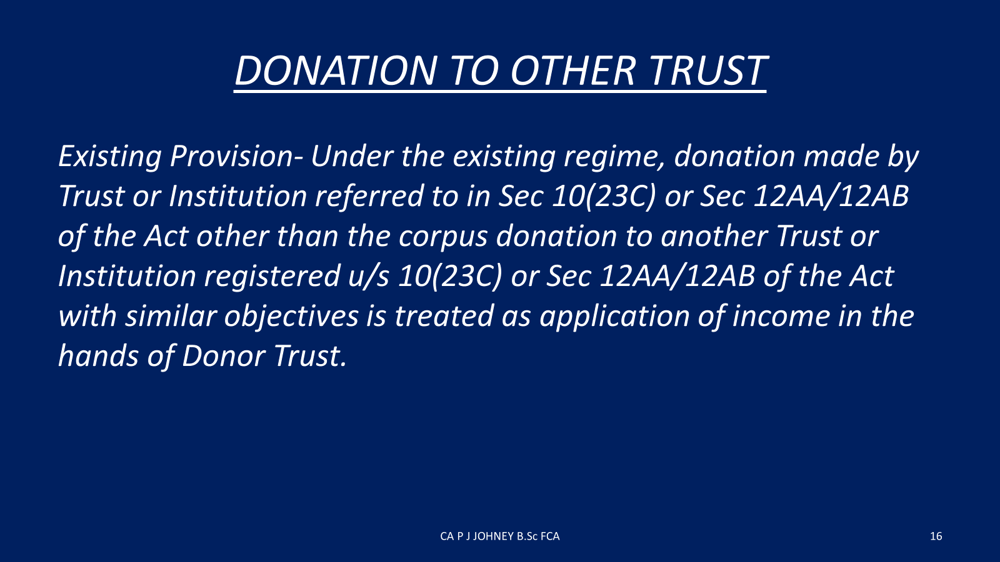 DONATION TO OTHER TRUST
Existing Provision- Under the existing regime, donation made by
Trust or Institution referred to in Sec 10(23C) or Sec 12AA/12AB
of the Act other than the corpus donation to another Trust or
Institution registered u/s 10(23C) or Sec 12AA/12AB of the Act
with similar objectives is treated as application of income in the
hands of Donor Trust.
CA P J JOHNEY B.Sc FCA
16